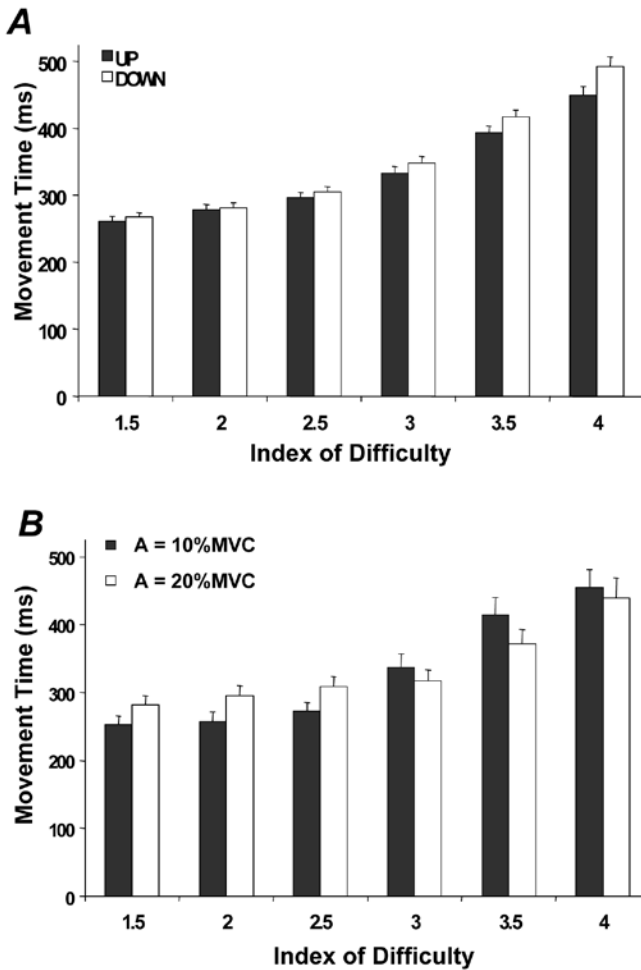 A
UP
DOWN
Movement Time (ms)
500
400
300
200
100
0
1.5 2 2.5 3 3.5 4
Index of Difficulty
B
A = 10%MVC
A = 20%MVC
Movement Time (ms)
500
400
300
200
100
0
1.5 2 2.5 3 3.5 4
Index of Difficulty